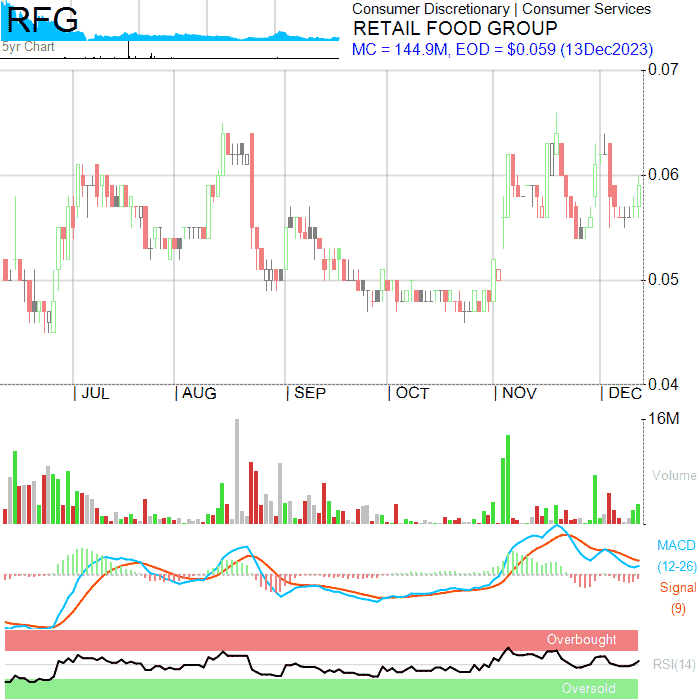 RFG
5yr Chart
Consumer Discretionary | Consumer Services
RETAIL FOOD GROUP
MC = 144.9M, EOD = $0.059 (13Dec2023)
0.07
0.06
0.05
0.04
| JUL | AUG | SEP | OCT | NOV | DEC
16M
Volume
MACD
(12-26)
Signal
(9)
Overbought
RSI(14)
Oversold